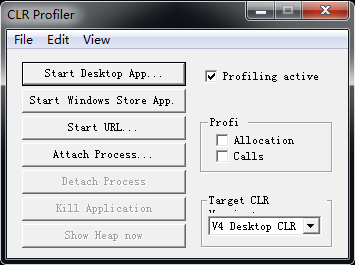 CLR Profiler
File Edit View
Start Desktop App...
Profiling active
Start Windows Store App.
Start URL...
Profi
Allocation
Attach Process...
Calls
Detach Process
Kill Application
Target CLR
V4 Desktop CLR
Show Heap now